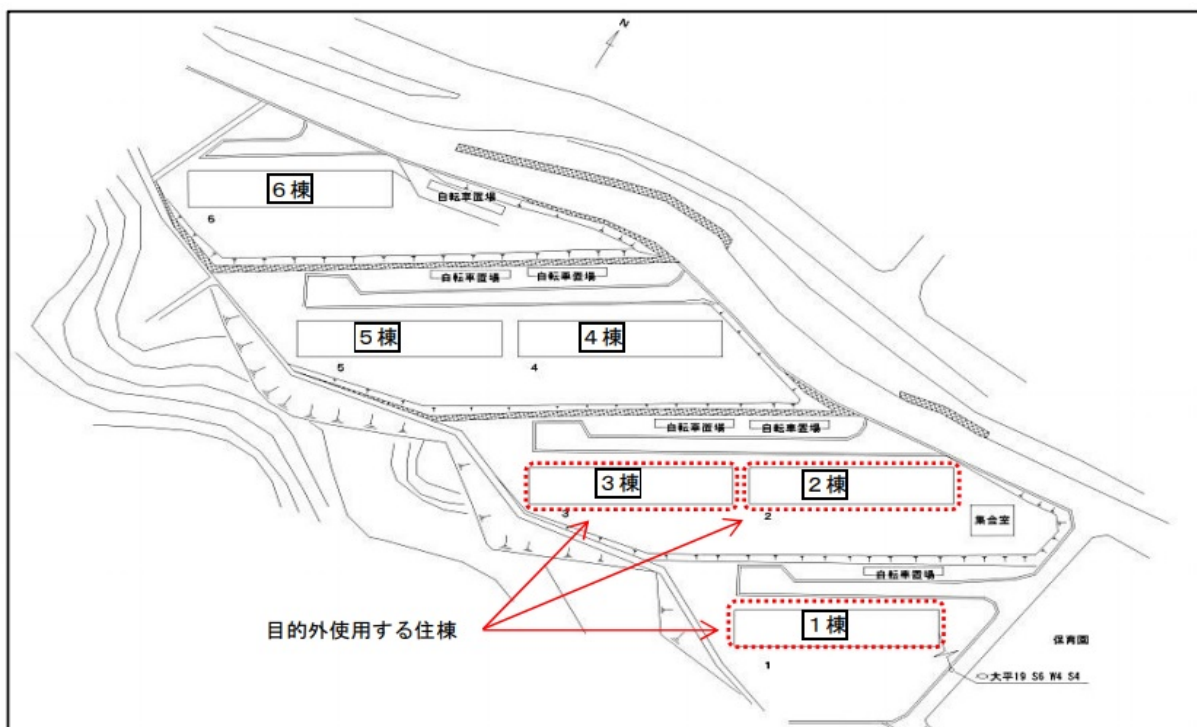 N
6棟
自転車置場
6
自転車置場
自転車置場
5棟
4棟
5
4
自転車置場
自転車置場
3棟
2棟
3
2
集会室
自転車置場
目的外使用する住棟
1棟
保育園
1
大平19 S6 W4 S4